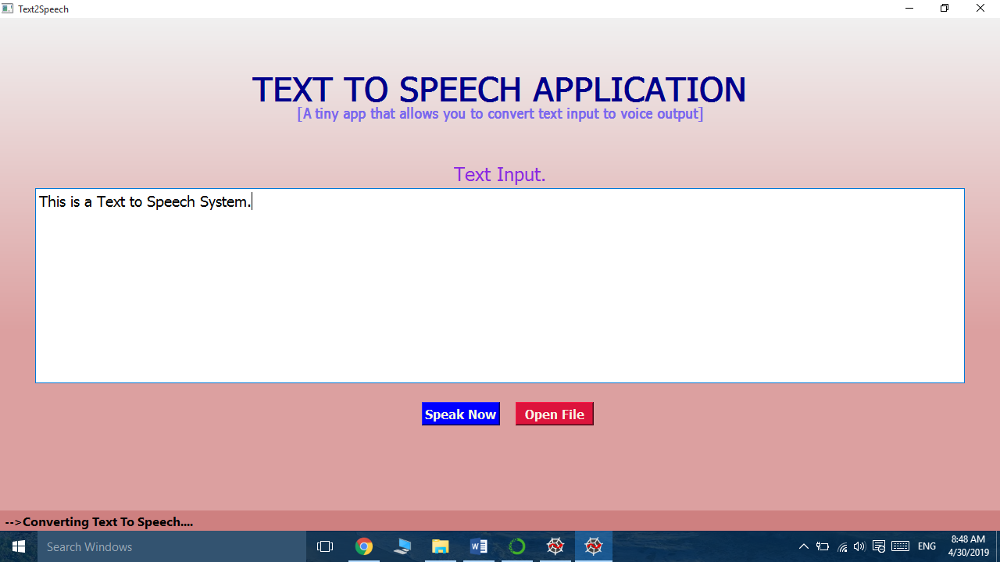 Text2Speech
TEXT TO SPEECH APPLICATION
[A tiny app that allows you to convert text input to voice output]
Text Input.
This is a Text to Speech System.
Speak Now
Open File
-->Converting Text To Speech....
Search Windows
ENG
8:48 AM
4/30/2019